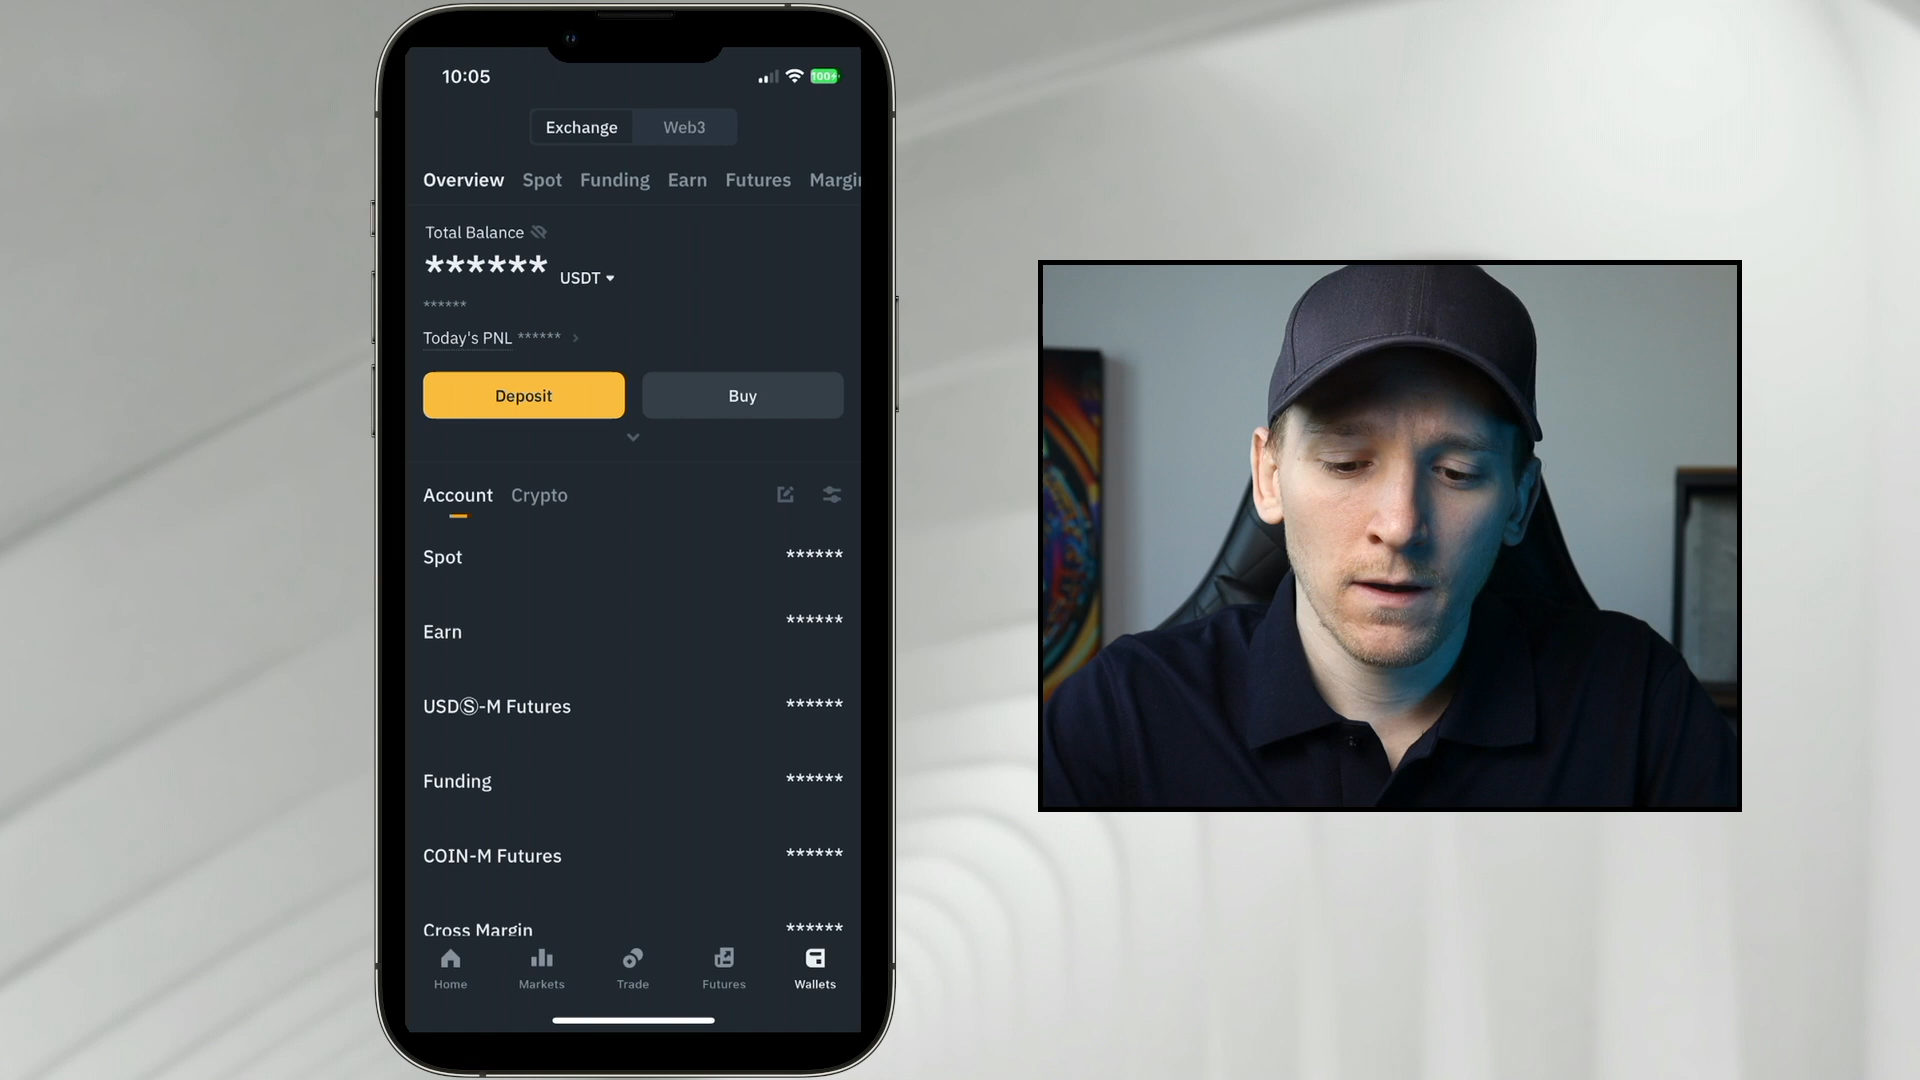 10:05
100
Exchange Web3
Overview Spot Funding Earn Futures Margin
Total Balance
****** USDT
******
Today's PNL ****** >
Deposit Buy
Account Crypto
Spot ******
Earn ******
USDⓈ-M Futures ******
Funding ******
COIN-M Futures ******
Cross Margin ******
Home Markets Trade Futures Wallets